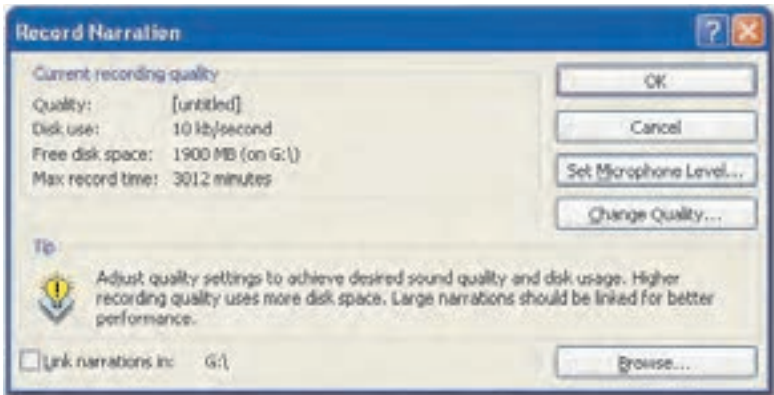 Record Narration
Current recording quality
Quality: [untitled]
Disk use: 10 kb/second
Free disk space: 1900 MB (on G:\)
Max record time: 3012 minutes
OK
Cancel
Set Microphone Level...
Change Quality...
Tip
Adjust quality settings to achieve desired sound quality and disk usage. Higher
recording quality uses more disk space. Large narrations should be linked for better
performance.
Link narrations in: G:\
Browse...